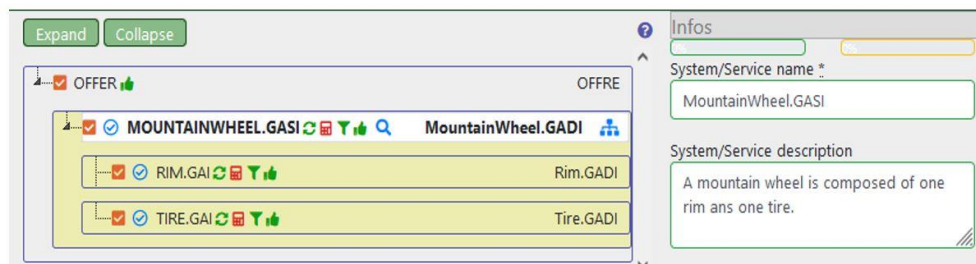 Expand Collapse
Infos
OFFER OFFRE
MOUNTAINWHEEL.GASI MountainWheel.GADI
RIM.GAI Rim.GADI
TIRE.GAI Tire.GADI
System/Service name *
MountainWheel.GASI
System/Service description
A mountain wheel is composed of one
rim ans one tire.